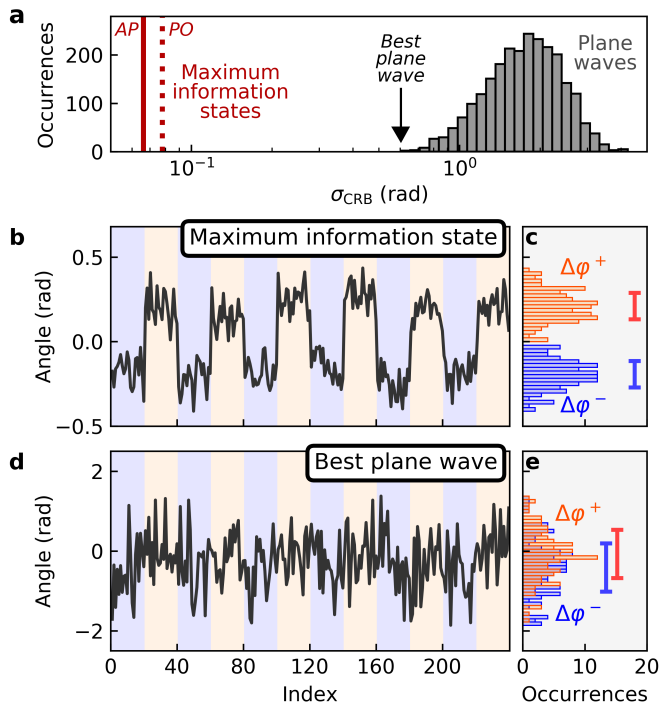 a
AP
PO
Maximum
information
states
Best
plane
wave
Plane
waves
Occurrences
200
100
0
10⁻¹
10⁰
σCRB (rad)
b
Maximum information state
Angle (rad)
0.5
0.0
−0.5
c
Δφ⁺
Δφ⁻
d
Best plane wave
Angle (rad)
2
0
−2
0
40
80
120
160
200
Index
e
Δφ⁺
Δφ⁻
0
10
20
Occurrences